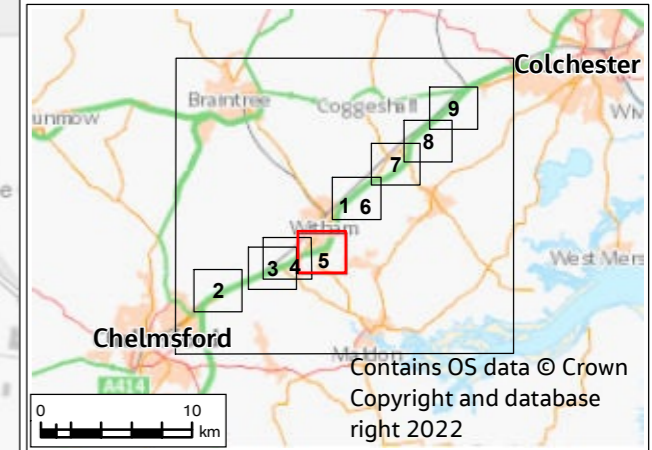 Colchester
Braintree
Coggeshall
9
8
7
1 6
Witham
5
4
3
2
West Mers
Chelmsford
Maldon
A414
Contains OS data © Crown
Copyright and database
right 2022
0 10
km
unmow